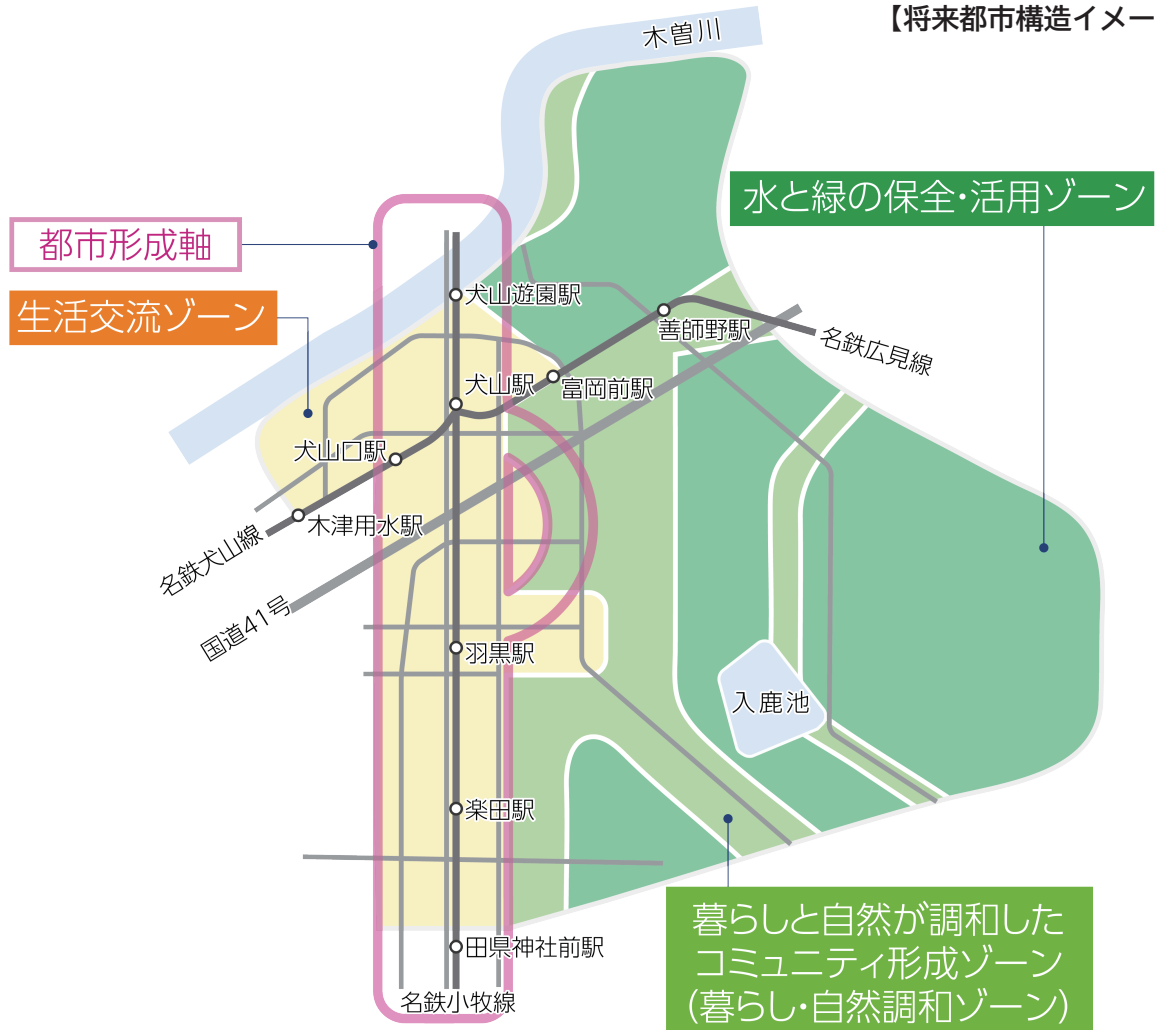 【将来都市構造イメー
木曽川
水と緑の保全・活用ゾーン
都市形成軸
生活交流ゾーン
犬山遊園駅
善師野駅
名鉄広見線
犬山駅
富岡前駅
犬山口駅
木津用水駅
名鉄犬山線
国道41号
羽黒駅
入鹿池
楽田駅
田県神社前駅
名鉄小牧線
暮らしと自然が調和した
コミュニティ形成ゾーン
(暮らし・自然調和ゾーン)